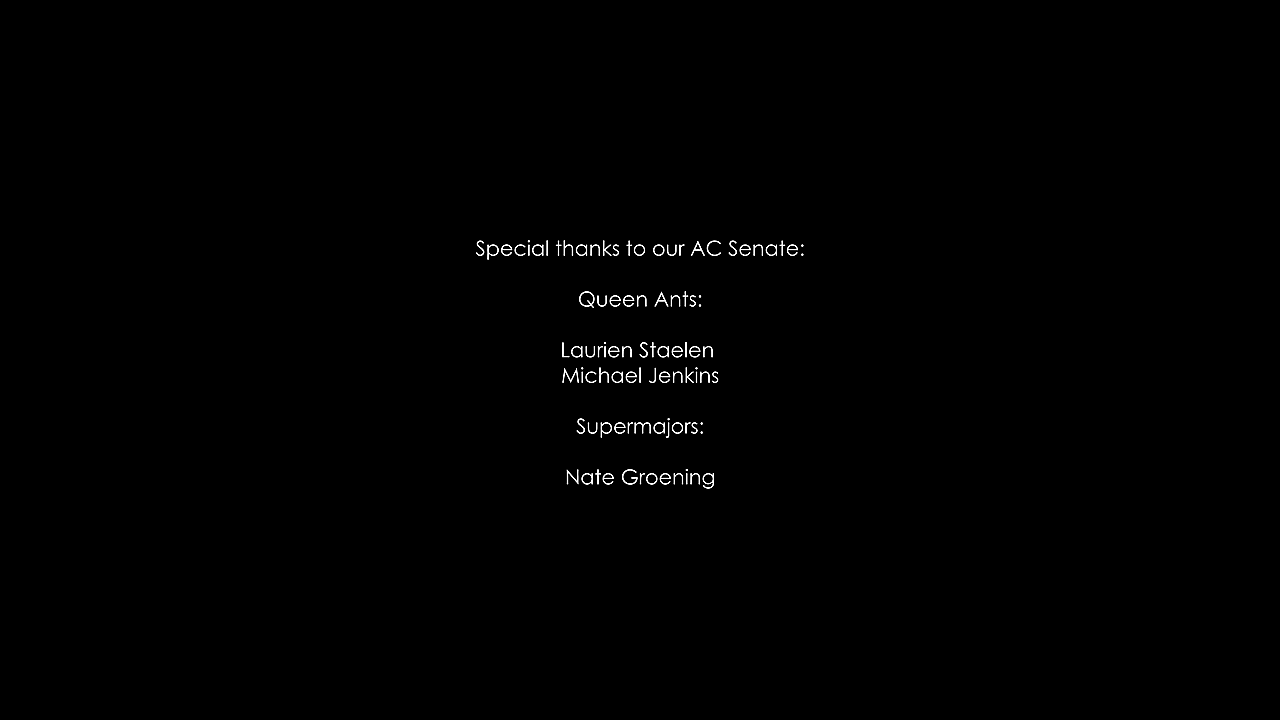 Special thanks to our AC Senate:
Queen Ants:
Laurien Staelen
Michael Jenkins
Supermajors:
Nate Groening